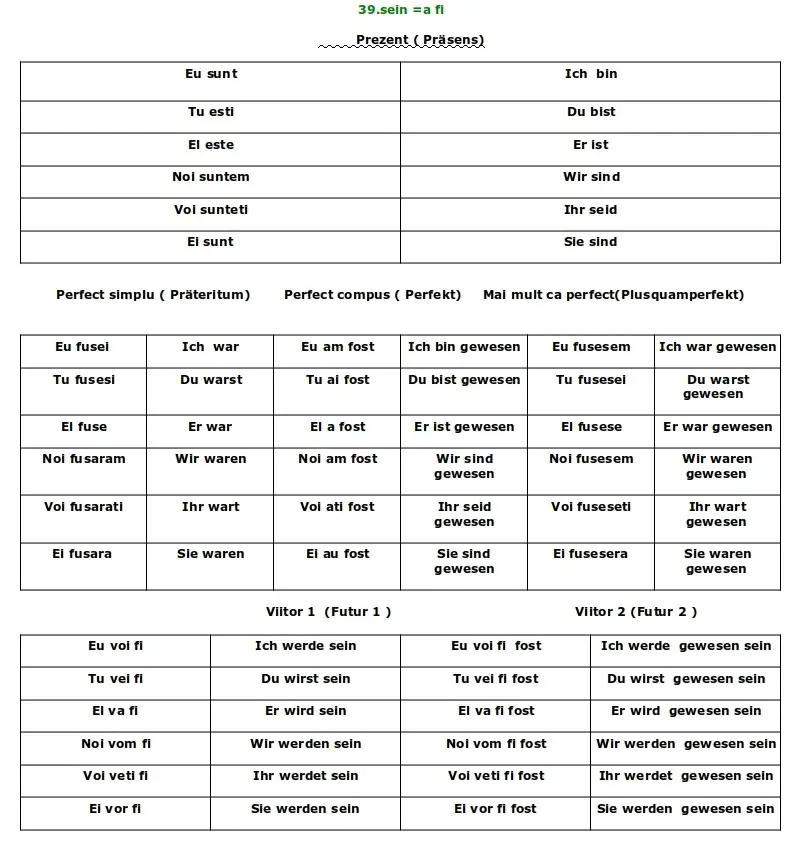 39.sein =a fi
Prezent ( Präsens)
Eu sunt Ich bin
Tu esti Du bist
El este Er ist
Noi suntem Wir sind
Voi sunteti Ihr seid
Ei sunt Sie sind
Perfect simplu ( Präteritum) Perfect compus ( Perfekt) Mai mult ca perfect(Plusquamperfekt)
Eu fusei Ich war Eu am fost Ich bin gewesen Eu fusesem Ich war gewesen
Tu fusesi Du warst Tu ai fost Du bist gewesen Tu fusesei Du warst
gewesen
El fuse Er war El a fost Er ist gewesen El fusese Er war gewesen
Noi fusaram Wir waren Noi am fost Wir sind Noi fusesem Wir waren
gewesen gewesen
Voi fusarati Ihr wart Voi ati fost Ihr seid Voi fuseseti Ihr wart
gewesen gewesen
Ei fusara Sie waren Ei au fost Sie sind Ei fusesera Sie waren
gewesen gewesen
Viitor 1 (Futur 1 ) Viitor 2 (Futur 2 )
Eu voi fi Ich werde sein Eu voi fi fost Ich werde gewesen sein
Tu vei fi Du wirst sein Tu vei fi fost Du wirst gewesen sein
El va fi Er wird sein El va fi fost Er wird gewesen sein
Noi vom fi Wir werden sein Noi vom fi fost Wir werden gewesen sein
Voi veti fi Ihr werdet sein Voi veti fi fost Ihr werdet gewesen sein
Ei vor fi Sie werden sein Ei vor fi fost Sie werden gewesen sein